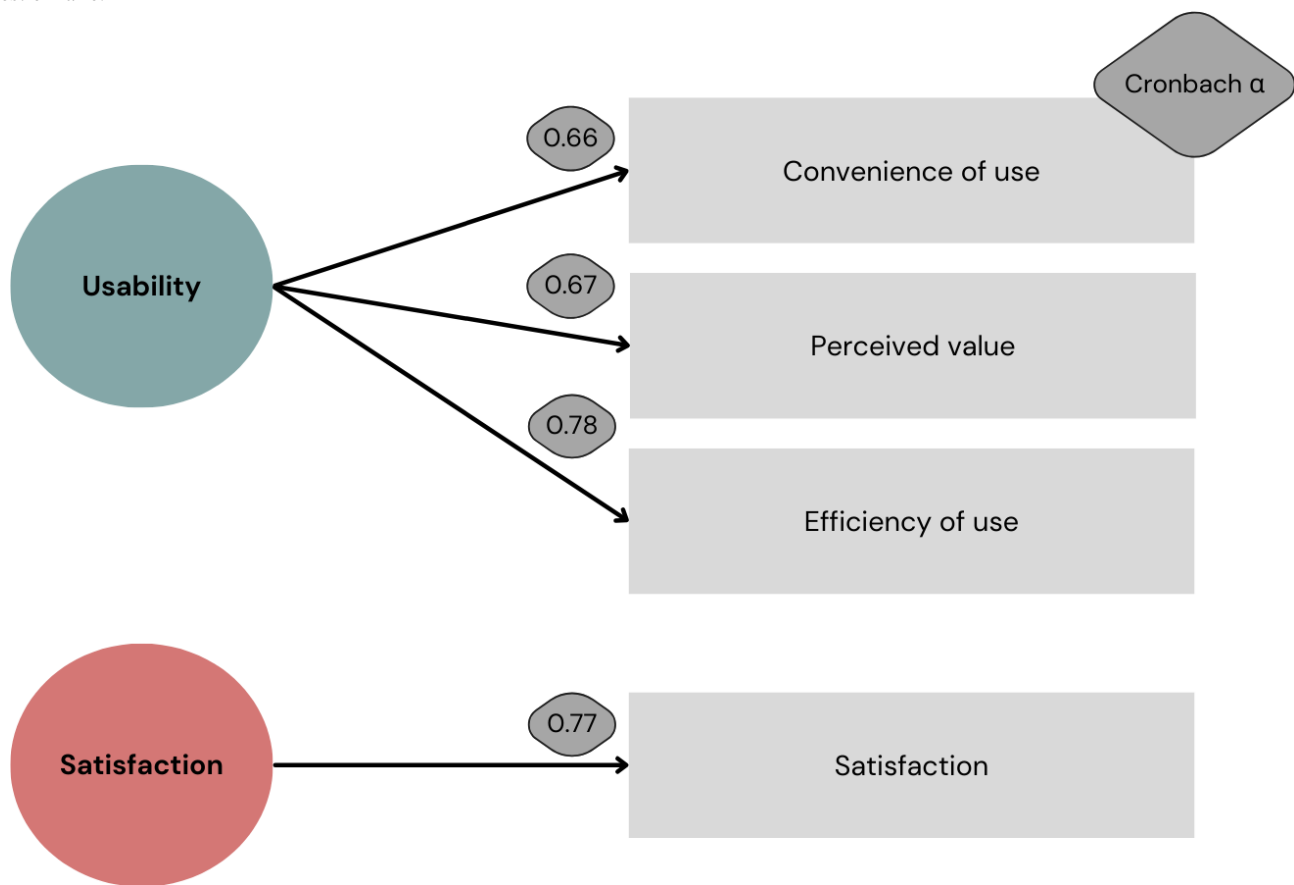 Cronbach α
0.66
Convenience of use
Usability
0.67
Perceived value
0.78
Efficiency of use
0.77
Satisfaction
Satisfaction